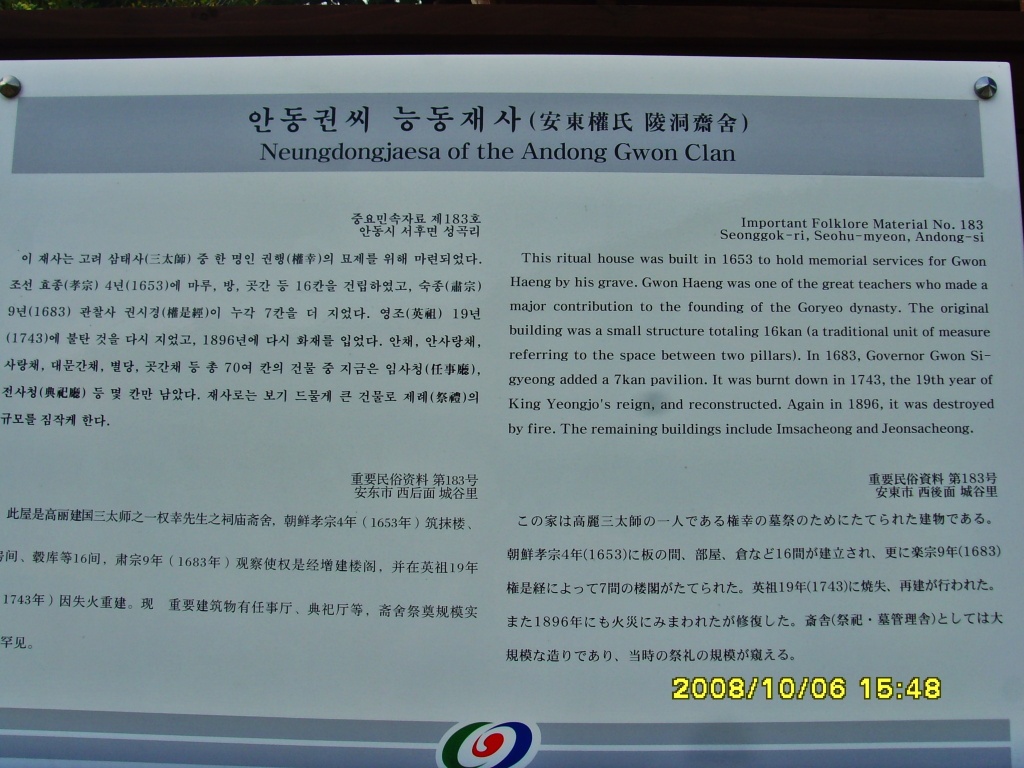 안동권씨 능동재사(安東權氏 陵洞齋舍)
Neungdongjaesa of the Andong Gwon Clan
중요민속자료 제183호
안동시 서후면 성곡리
이 재사는 고려 삼태사(三太師) 중 한 명인 권행(權幸)의 묘제를 위해 마련되었다.
조선 효종(孝宗) 4년(1653)에 마루, 방, 곳간 등 16칸을 건립하였고, 숙종(肅宗)
9년(1683) 관찰사 권시경(權是經)이 누각 7칸을 더 지었다. 영조(英祖) 19년
(1743)에 불탄 것을 다시 지었고, 1896년에 다시 화재를 입었다. 안채, 안사랑채,
사랑채, 대문간채, 별당, 곳간채 등 총 70여 칸의 건물 중 지금은 임사청(任事廳),
전사청(典祀廳) 등 몇 칸만 남았다. 재사로는 보기 드물게 큰 건물로 제례(祭禮)의
규모를 짐작케 한다.
Important Folklore Material No. 183
Seonggok-ri, Seohu-myeon, Andong-si
This ritual house was built in 1653 to hold memorial services for Gwon
Haeng by his grave. Gwon Haeng was one of the great teachers who made a
major contribution to the founding of the Goryeo dynasty. The original
building was a small structure totaling 16kan (a traditional unit of measure
referring to the space between two pillars). In 1683, Governor Gwon Si-
gyeong added a 7kan pavilion. It was burnt down in 1743, the 19th year of
King Yeongjo's reign, and reconstructed. Again in 1896, it was destroyed
by fire. The remaining buildings include Imsacheong and Jeonsacheong.
重要民俗资料 第183号
安东市 西后面 城谷里
此屋是高丽建国三太师之一权幸先生之祠庙斋舍, 朝鲜孝宗4年(1653年)筑抹楼、
间、毂库等16间, 肃宗9年(1683年)观察使权是经增建楼阁, 并在英祖19年
1743年)因失火重建。现 重要建筑物有任事厅、典祀厅等, 斋舍祭奠规模实
罕见。
重要民俗資料 第183号
安東市 西後面 城谷里
この家は高麗三太師の一人である権幸の墓祭のためにたてられた建物である。
朝鮮孝宗4年(1653)に板の間、部屋、倉など16間が建立され、更に粛宗9年(1683)
権是経によって7間の楼閣がたてられた。英祖19年(1743)に焼失、再建が行われた。
また1896年にも火災にみまわれたが修復した。斎舎(祭祀・墓管理舎)としては大
規模な造りであり、当時の祭礼の規模が窺える。
2008/10/06 15:48